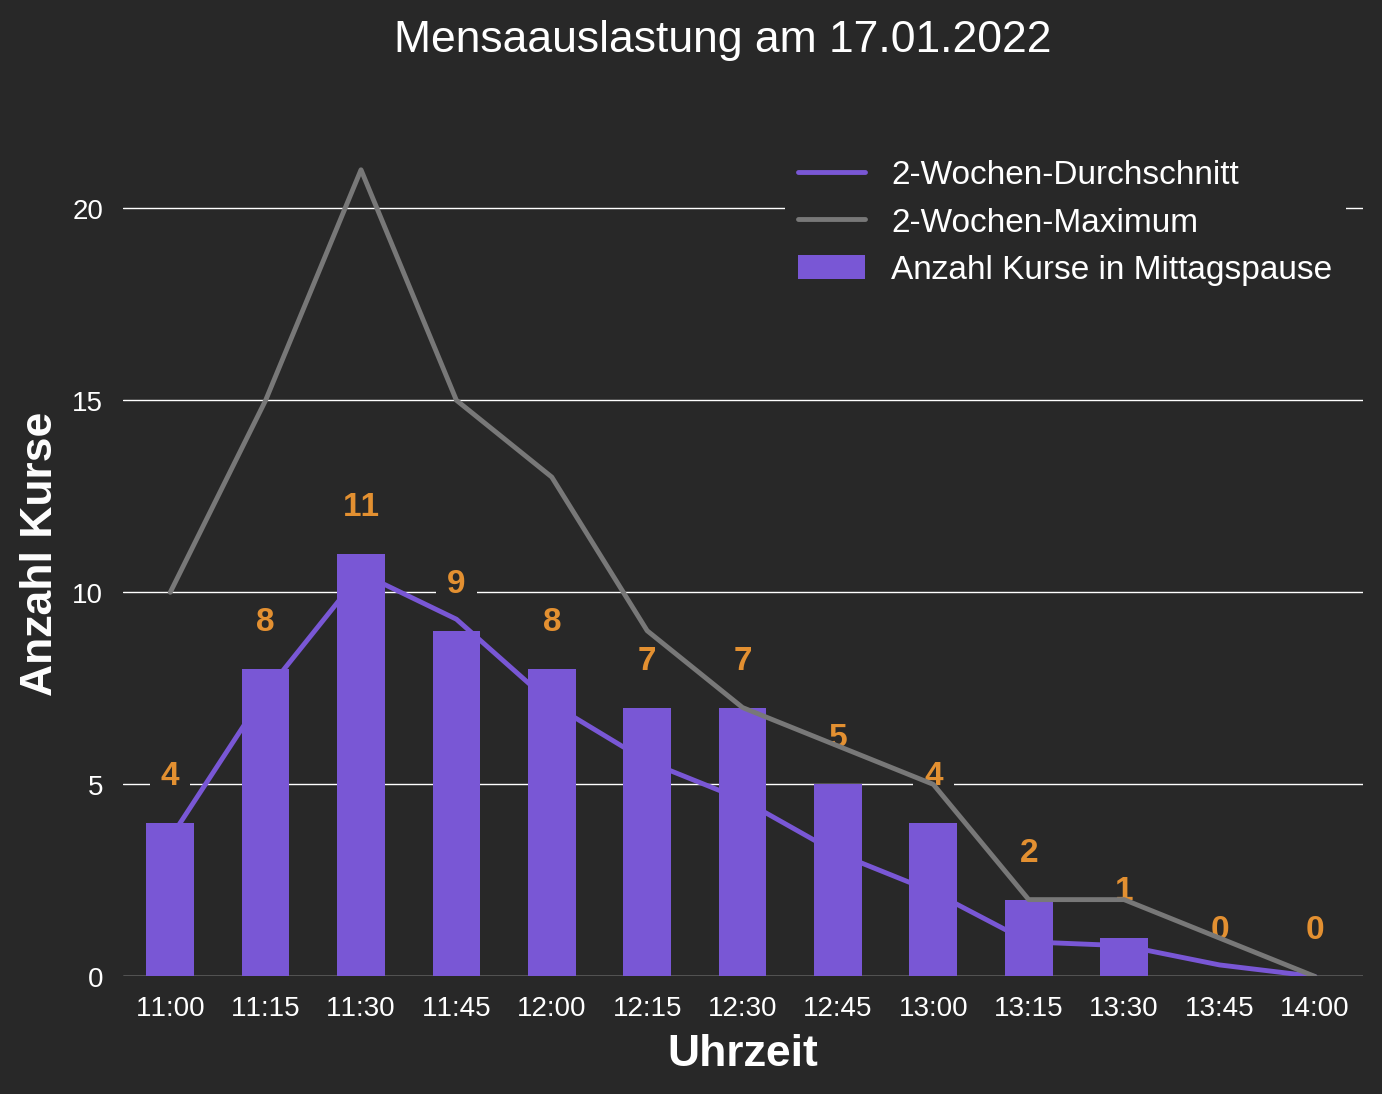 Mensaauslastung am 17.01.2022
2-Wochen-Durchschnitt
2-Wochen-Maximum
Anzahl Kurse in Mittagspause
Anzahl Kurse
20
15
10
5
0
4
8
11
9
8
7
7
5
4
2
1
0
0
11:00 11:15 11:30 11:45 12:00 12:15 12:30 12:45 13:00 13:15 13:30 13:45 14:00
Uhrzeit